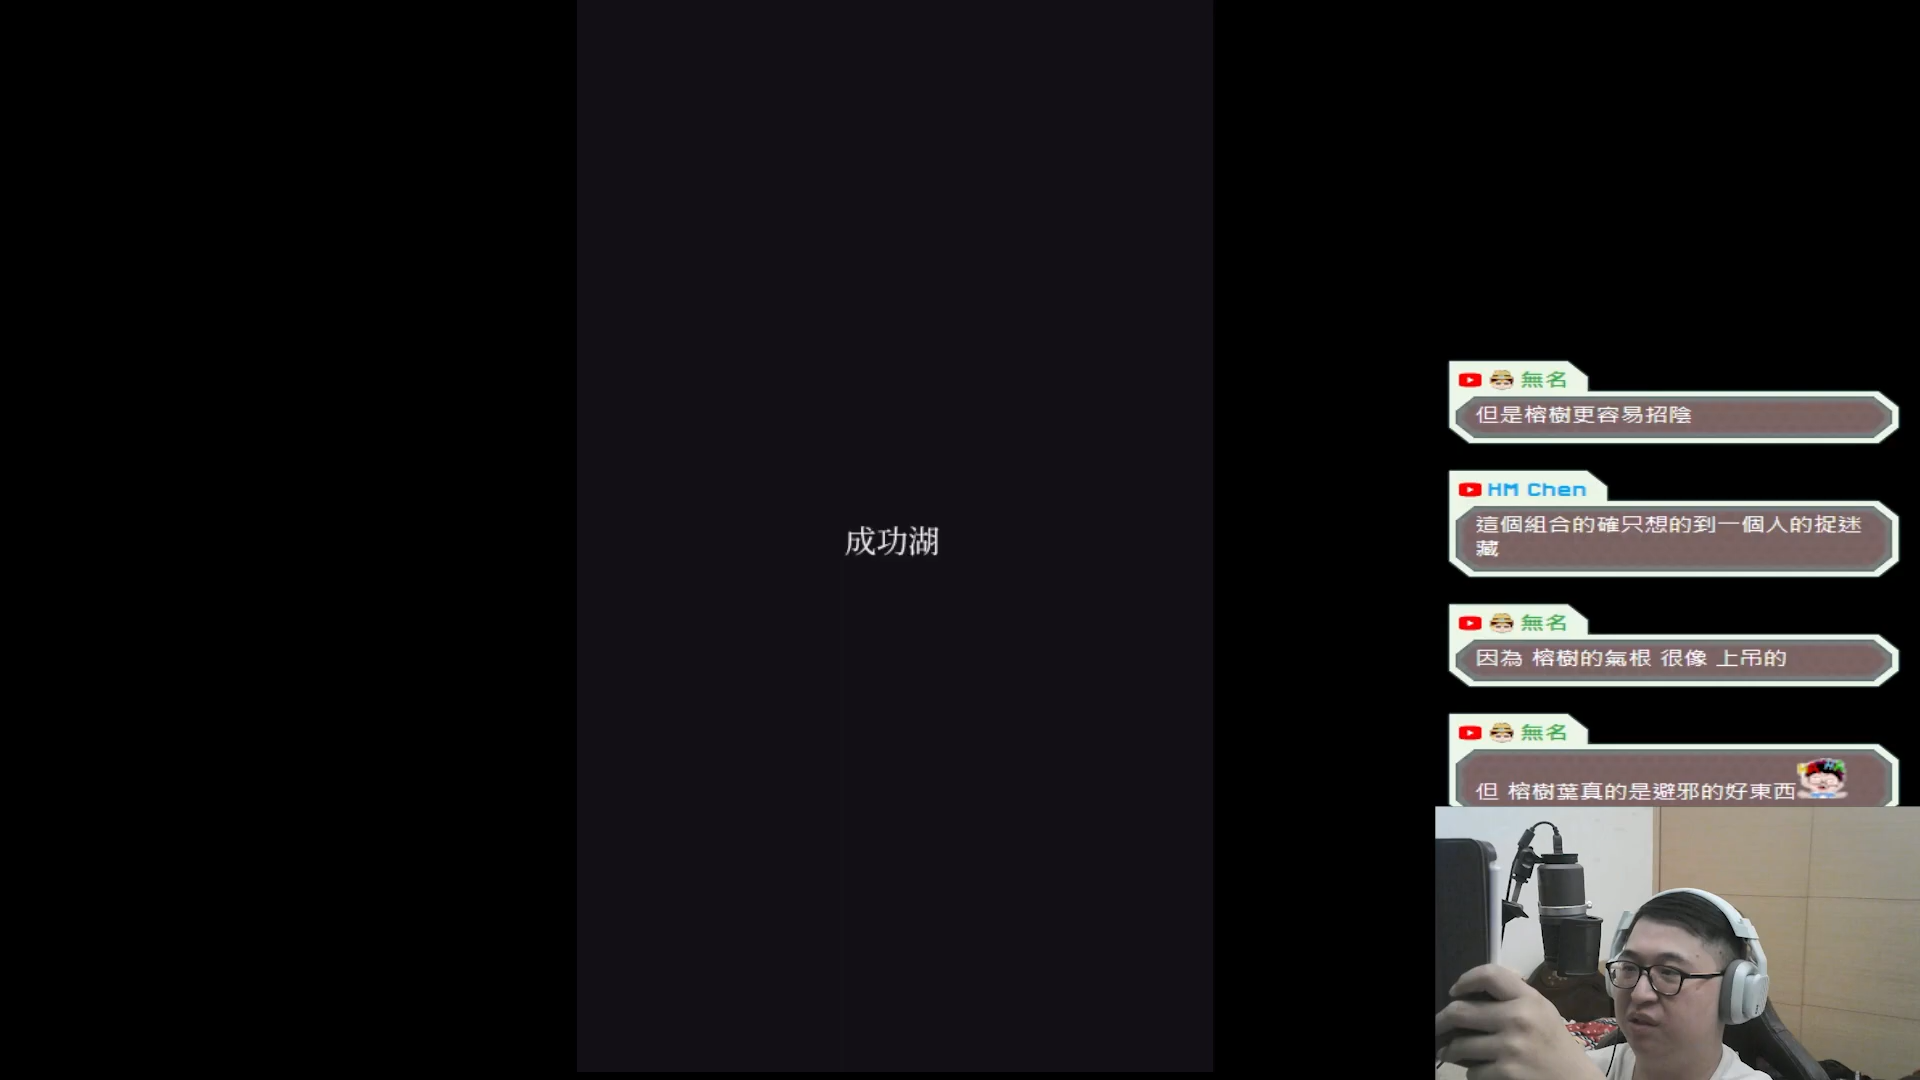 成功湖
無名
但是榕樹更容易招陰
HM Chen
這個組合的確只想的到一個人的捉迷
藏
無名
因為 榕樹的氣根 很像 上吊的
無名
但 榕樹葉真的是避邪的好東西